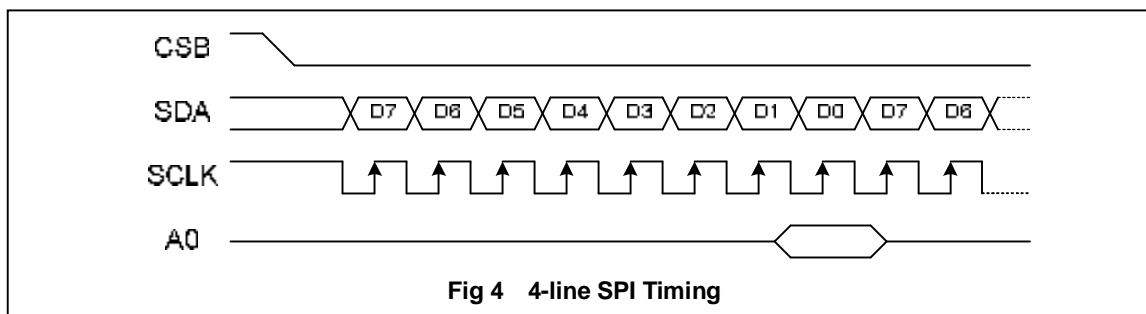 CSB
SDA D7 D6 D5 D4 D3 D2 D1 D0 D7 D6
SCLK
A0
Fig 4 4-line SPI Timing